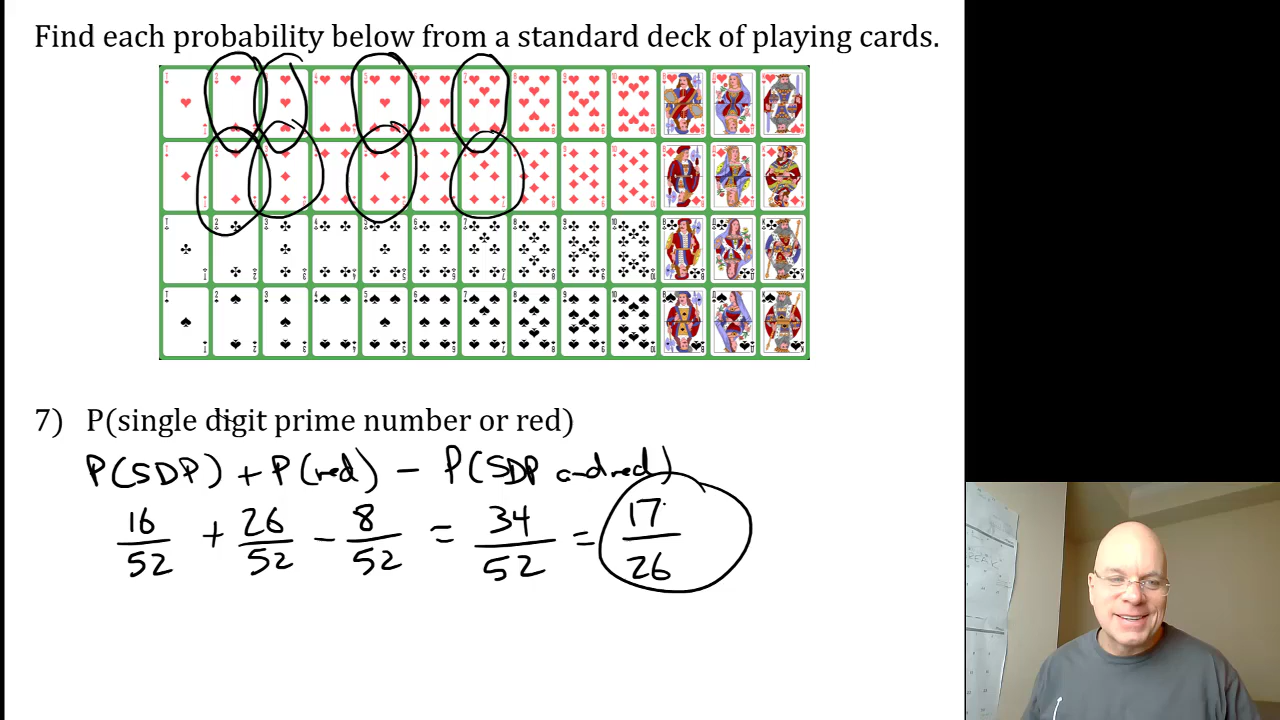 Find each probability below from a standard deck of playing cards.
7) P(single digit prime number or red)
P(SDP) + P(red) - P(SDP and red)
16/52 + 26/52 - 8/52 = 34/52 = 17/26